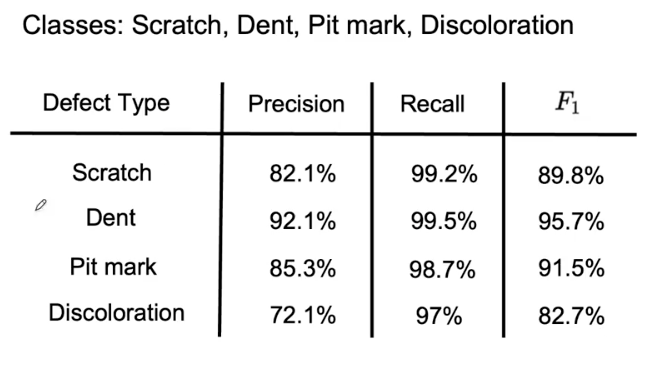 Classes: Scratch, Dent, Pit mark, Discoloration
Defect Type Precision Recall F₁
Scratch 82.1% 99.2% 89.8%
Dent 92.1% 99.5% 95.7%
Pit mark 85.3% 98.7% 91.5%
Discoloration 72.1% 97% 82.7%